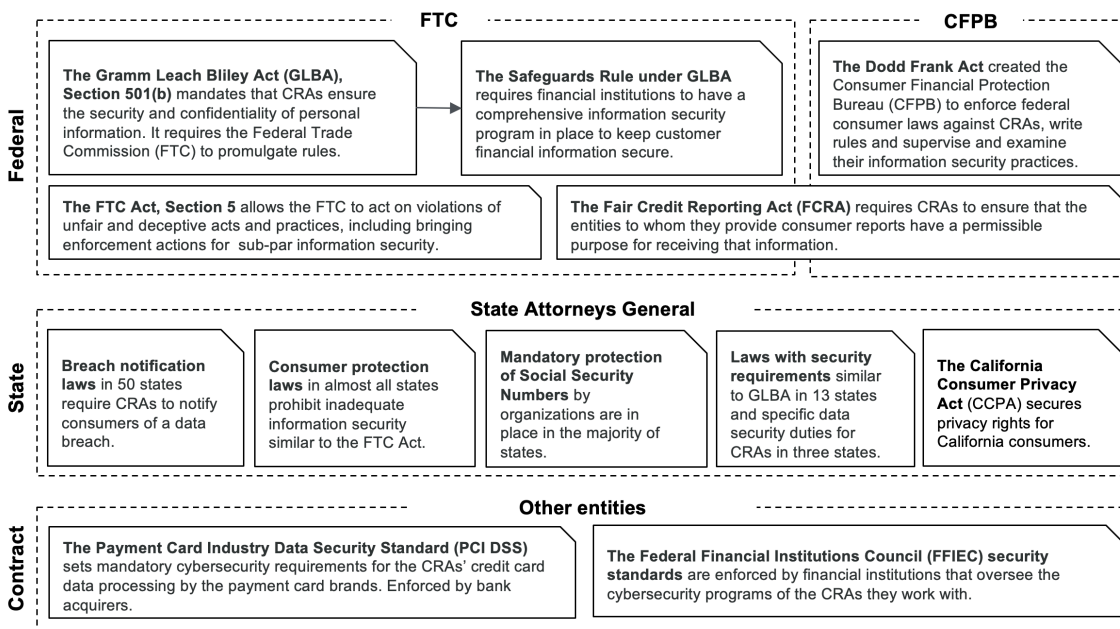 FTC
CFPB
Federal
The Gramm Leach Bliley Act (GLBA),
Section 501(b) mandates that CRAs ensure
the security and confidentiality of personal
information. It requires the Federal Trade
Commission (FTC) to promulgate rules.
The Safeguards Rule under GLBA
requires financial institutions to have a
comprehensive information security
program in place to keep customer
financial information secure.
The Dodd Frank Act created the
Consumer Financial Protection
Bureau (CFPB) to enforce federal
consumer laws against CRAs, write
rules and supervise and examine
their information security practices.
The FTC Act, Section 5 allows the FTC to act on violations of
unfair and deceptive acts and practices, including bringing
enforcement actions for sub-par information security.
The Fair Credit Reporting Act (FCRA) requires CRAs to ensure that the
entities to whom they provide consumer reports have a permissible
purpose for receiving that information.
State Attorneys General
State
Breach notification
laws in 50 states
require CRAs to notify
consumers of a data
breach.
Consumer protection
laws in almost all states
prohibit inadequate
information security
similar to the FTC Act.
Mandatory protection
of Social Security
Numbers by
organizations are in
place in the majority of
states.
Laws with security
requirements similar
to GLBA in 13 states
and specific data
security duties for
CRAs in three states.
The California
Consumer Privacy
Act (CCPA) secures
privacy rights for
California consumers.
Other entities
Contract
The Payment Card Industry Data Security Standard (PCI DSS)
sets mandatory cybersecurity requirements for the CRAs' credit card
data processing by the payment card brands. Enforced by bank
acquirers.
The Federal Financial Institutions Council (FFIEC) security
standards are enforced by financial institutions that oversee the
cybersecurity programs of the CRAs they work with.